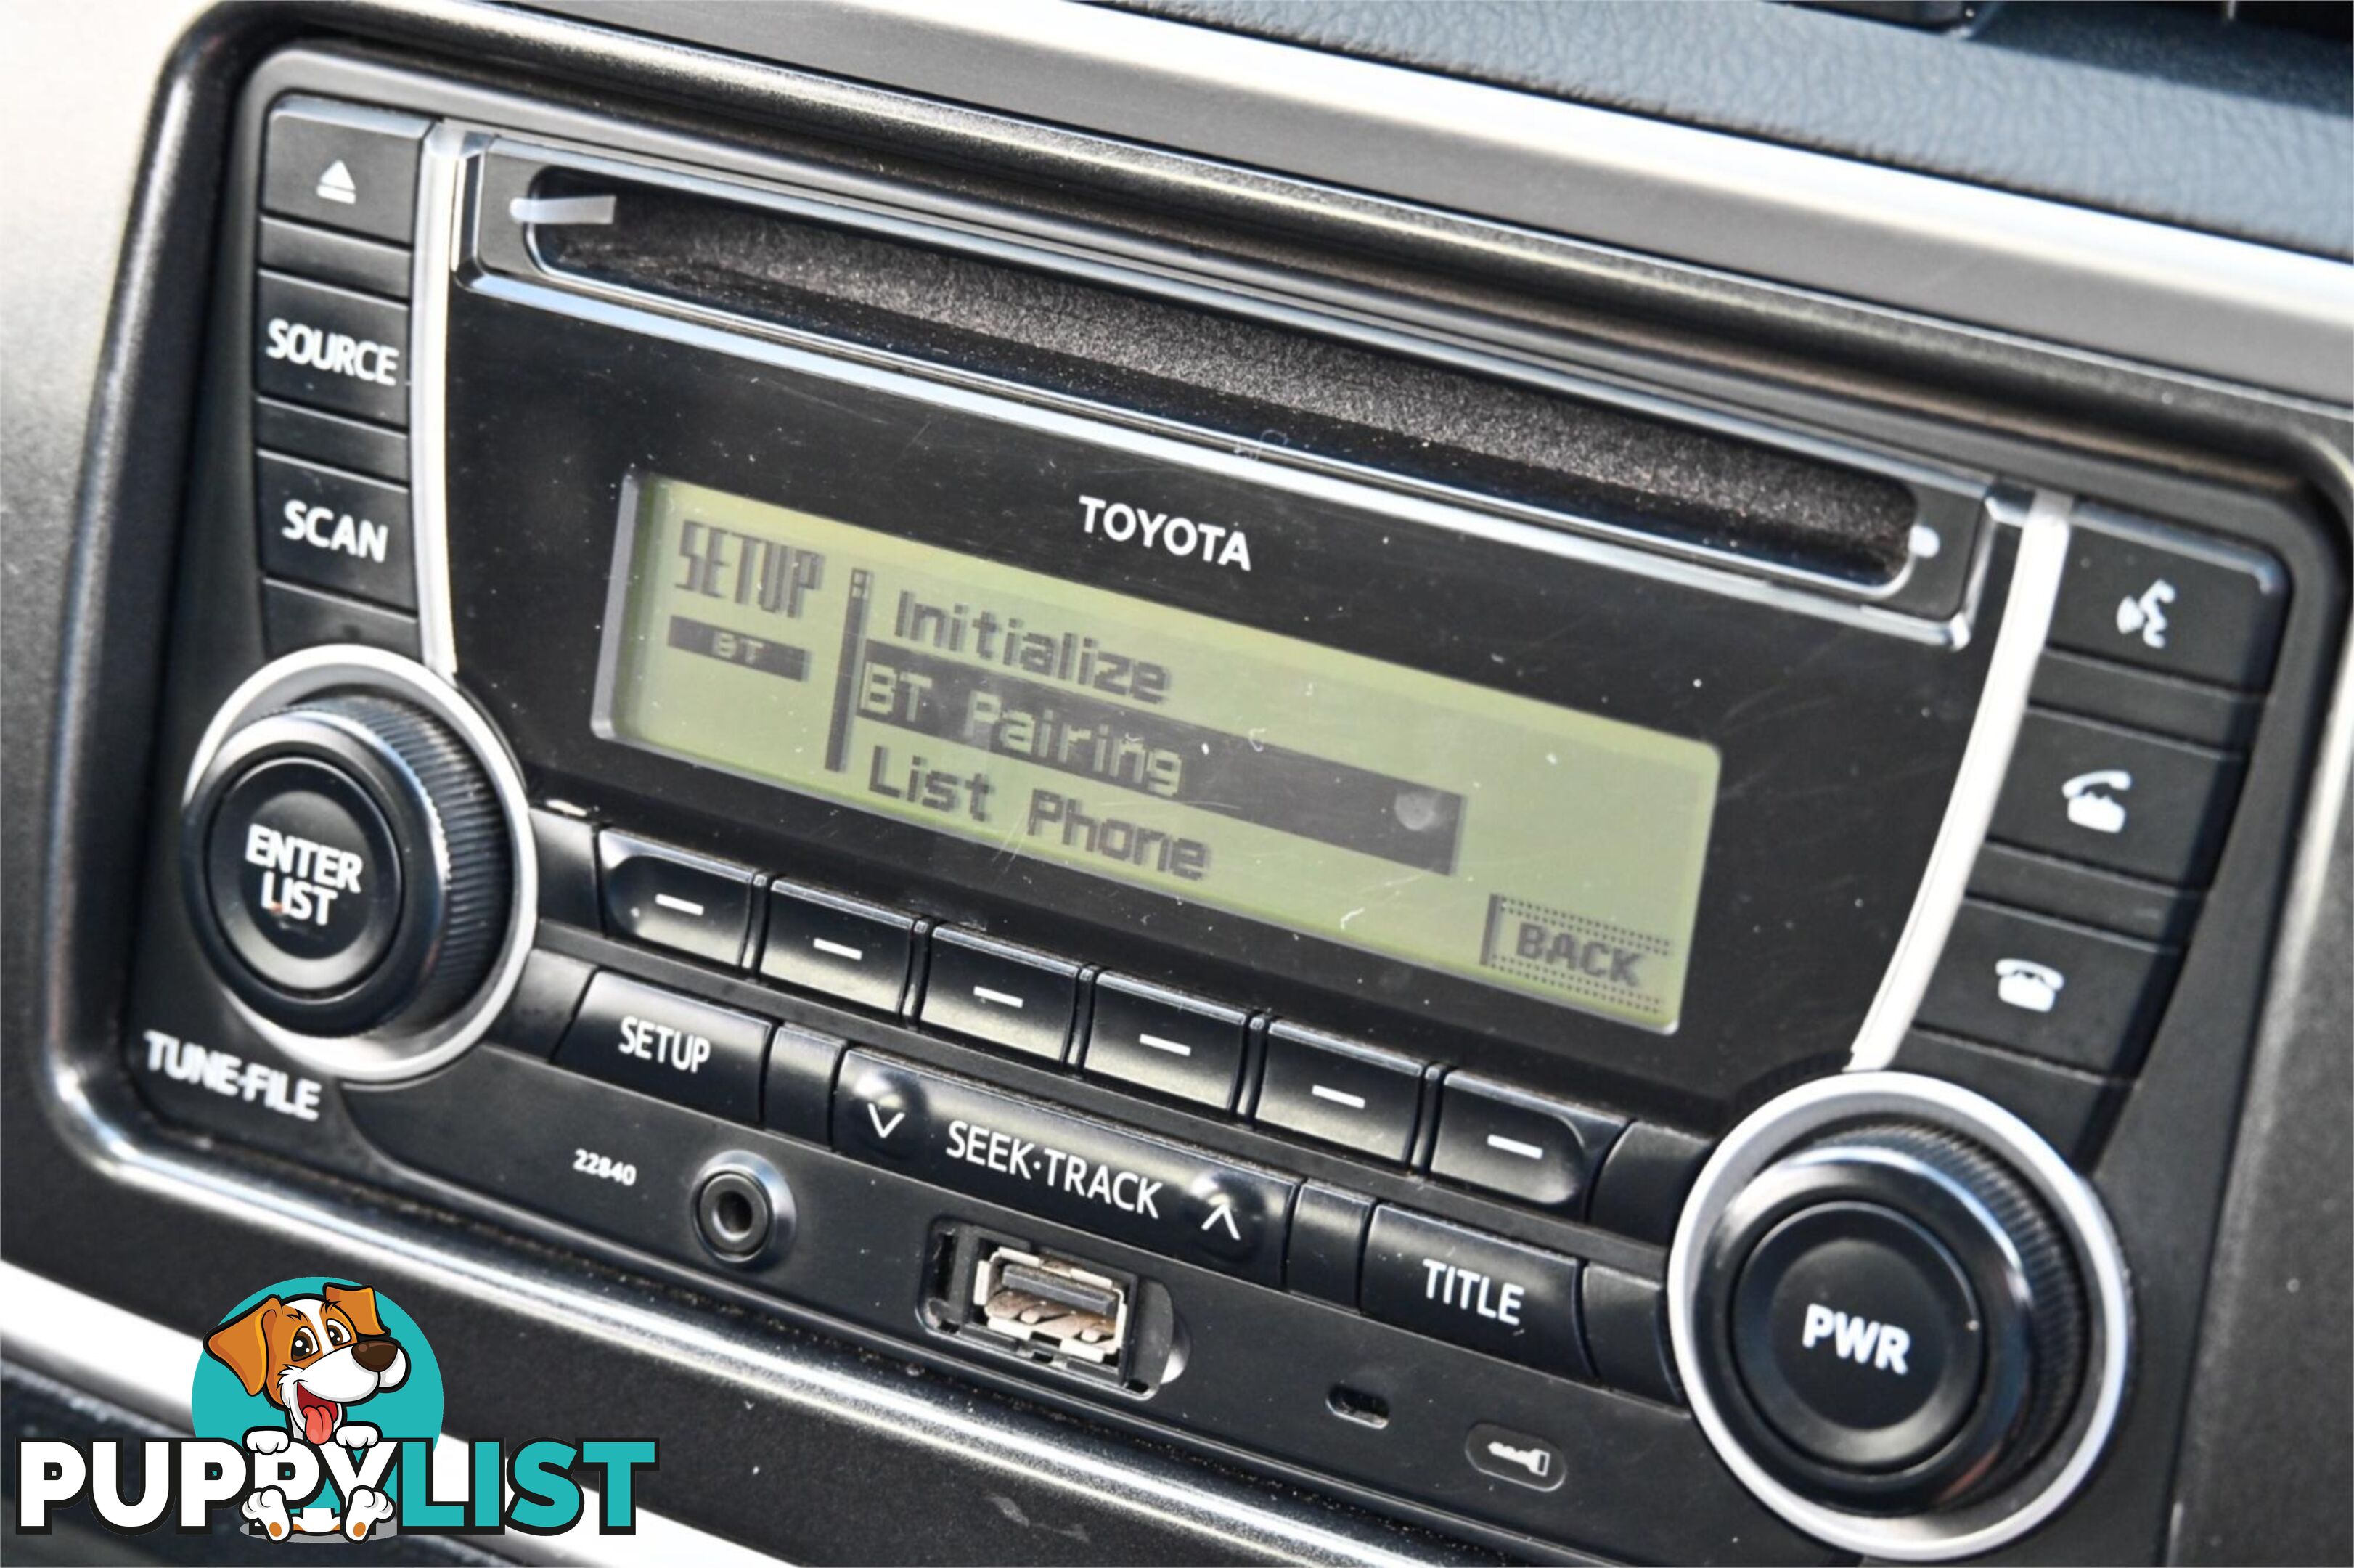 SOURCE
SCAN
TOYOTA
SETUP
BT
Initialize
BT Pairing
List Phone
BACK
ENTER
LIST
TUNE·FILE
SETUP
SEEK·TRACK
TITLE
22840
PWR
PUPPYLIST